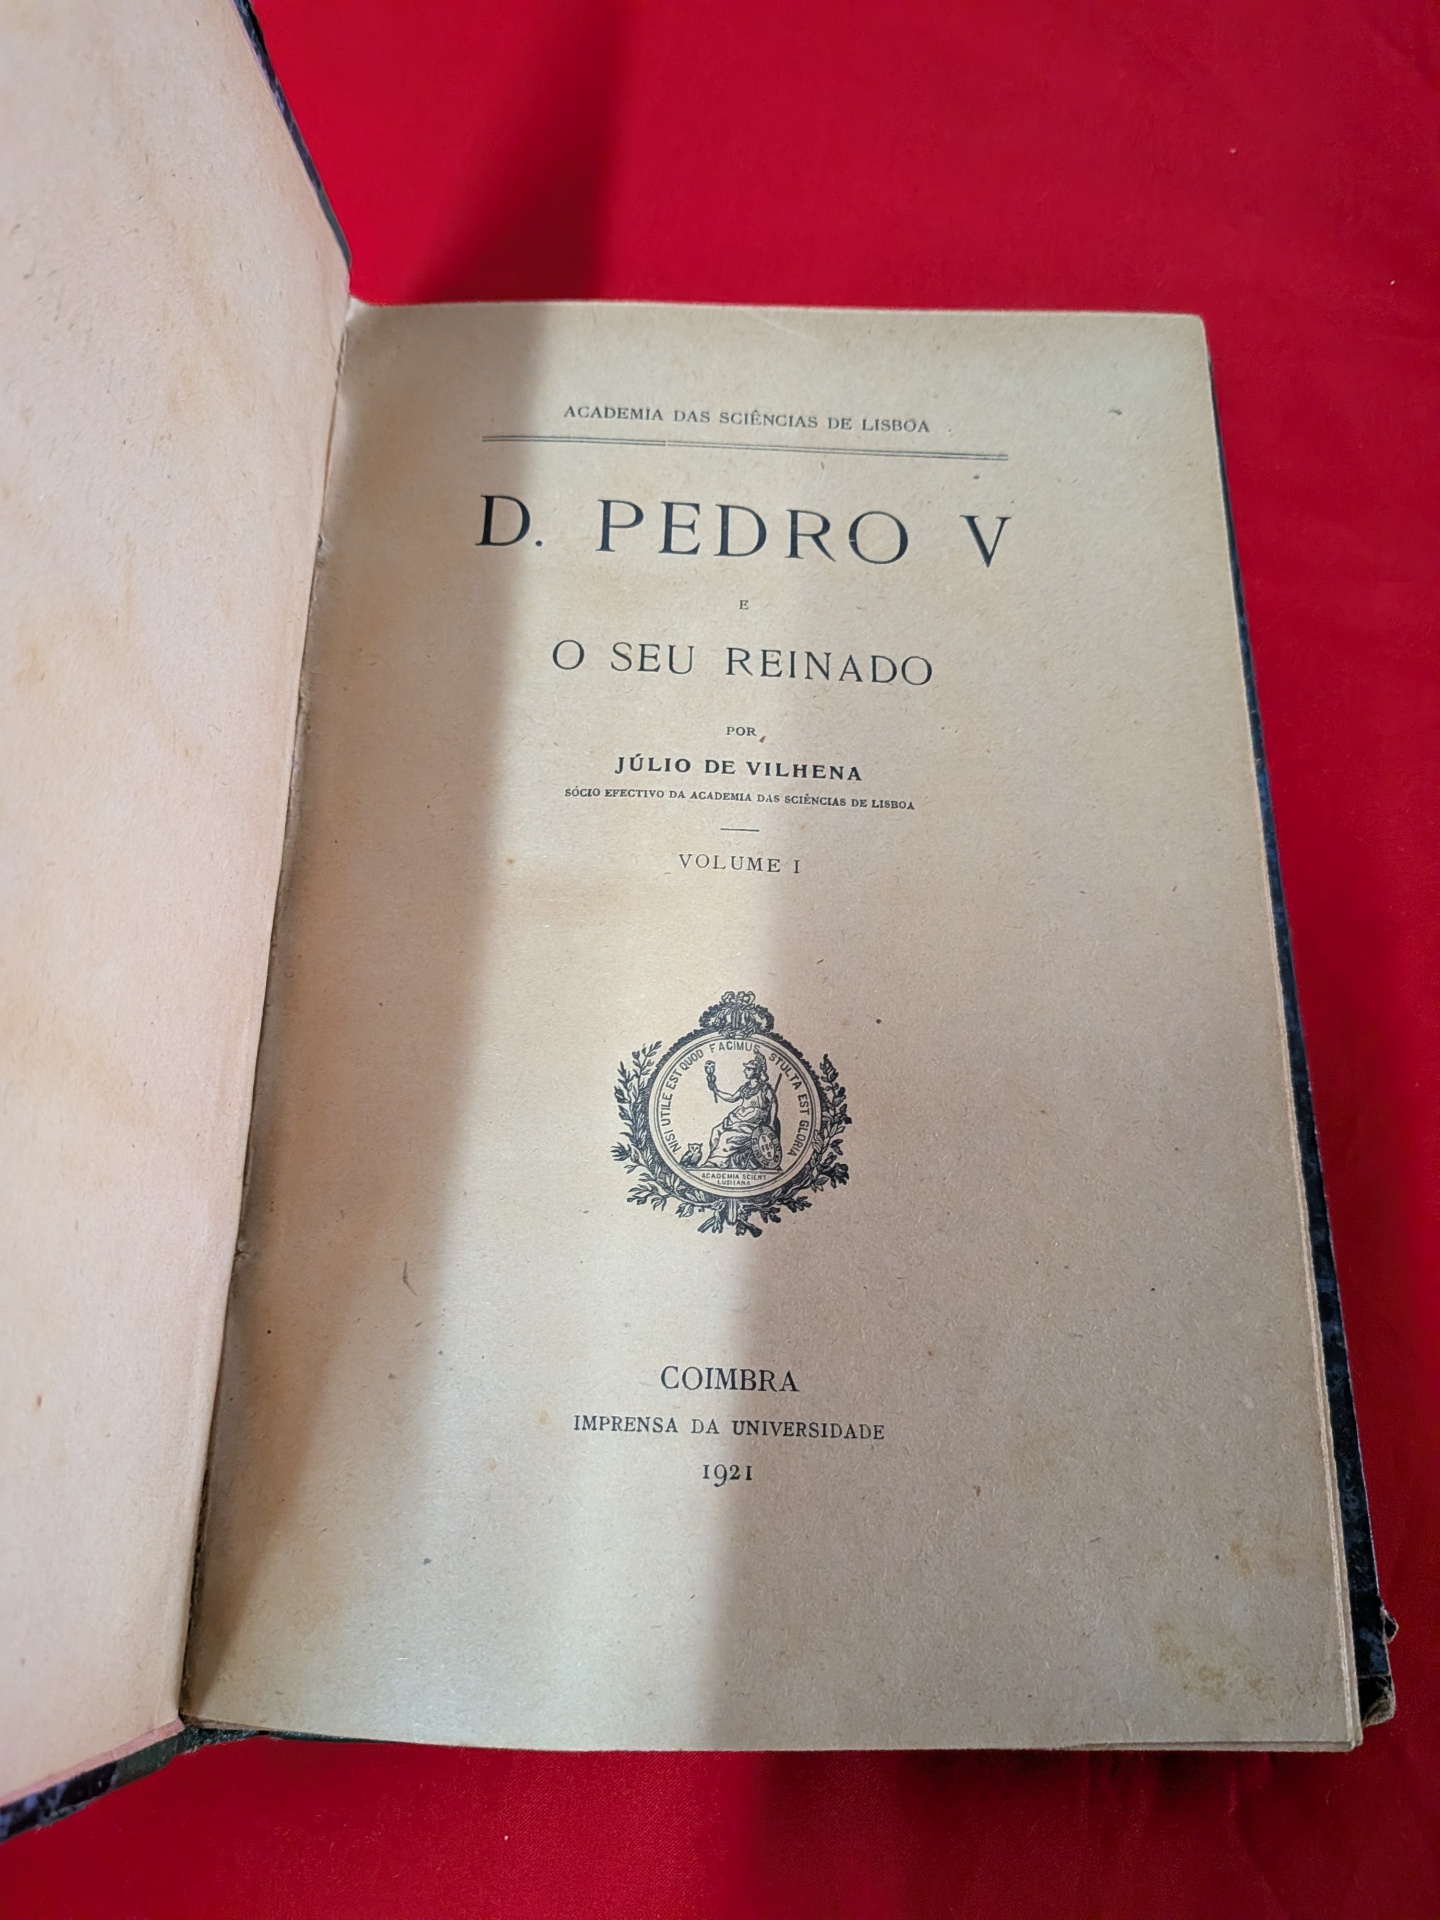 ACADEMIA DAS SCIÊNCIAS DE LISBOA
D. PEDRO V
E
O SEU REINADO
POR
JÚLIO DE VILHENA
SÓCIO EFECTIVO DA ACADEMIA DAS SCIÊNCIAS DE LISBOA
VOLUME I
NISI UTILE EST QUOD FACIMUS STULTA EST GLORIA
ACADEMIA SCIENT
LUSITANA
COIMBRA
IMPRENSA DA UNIVERSIDADE
1921